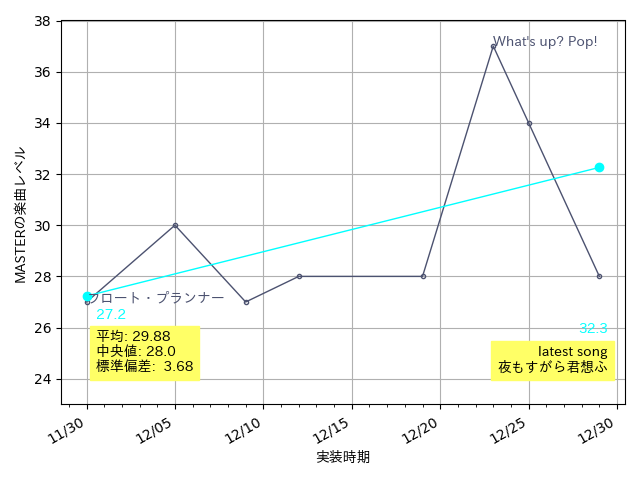 38
What's up? Pop!
36
34
32
30
28
26
24
MASTERの楽曲レベル
フロート・プランナー
27.2
平均: 29.88
中央値: 28.0
標準偏差: 3.68
32.3
latest song
夜もすがら君想ふ
11/30
12/05
12/10
12/15
12/20
12/25
12/30
実装時期